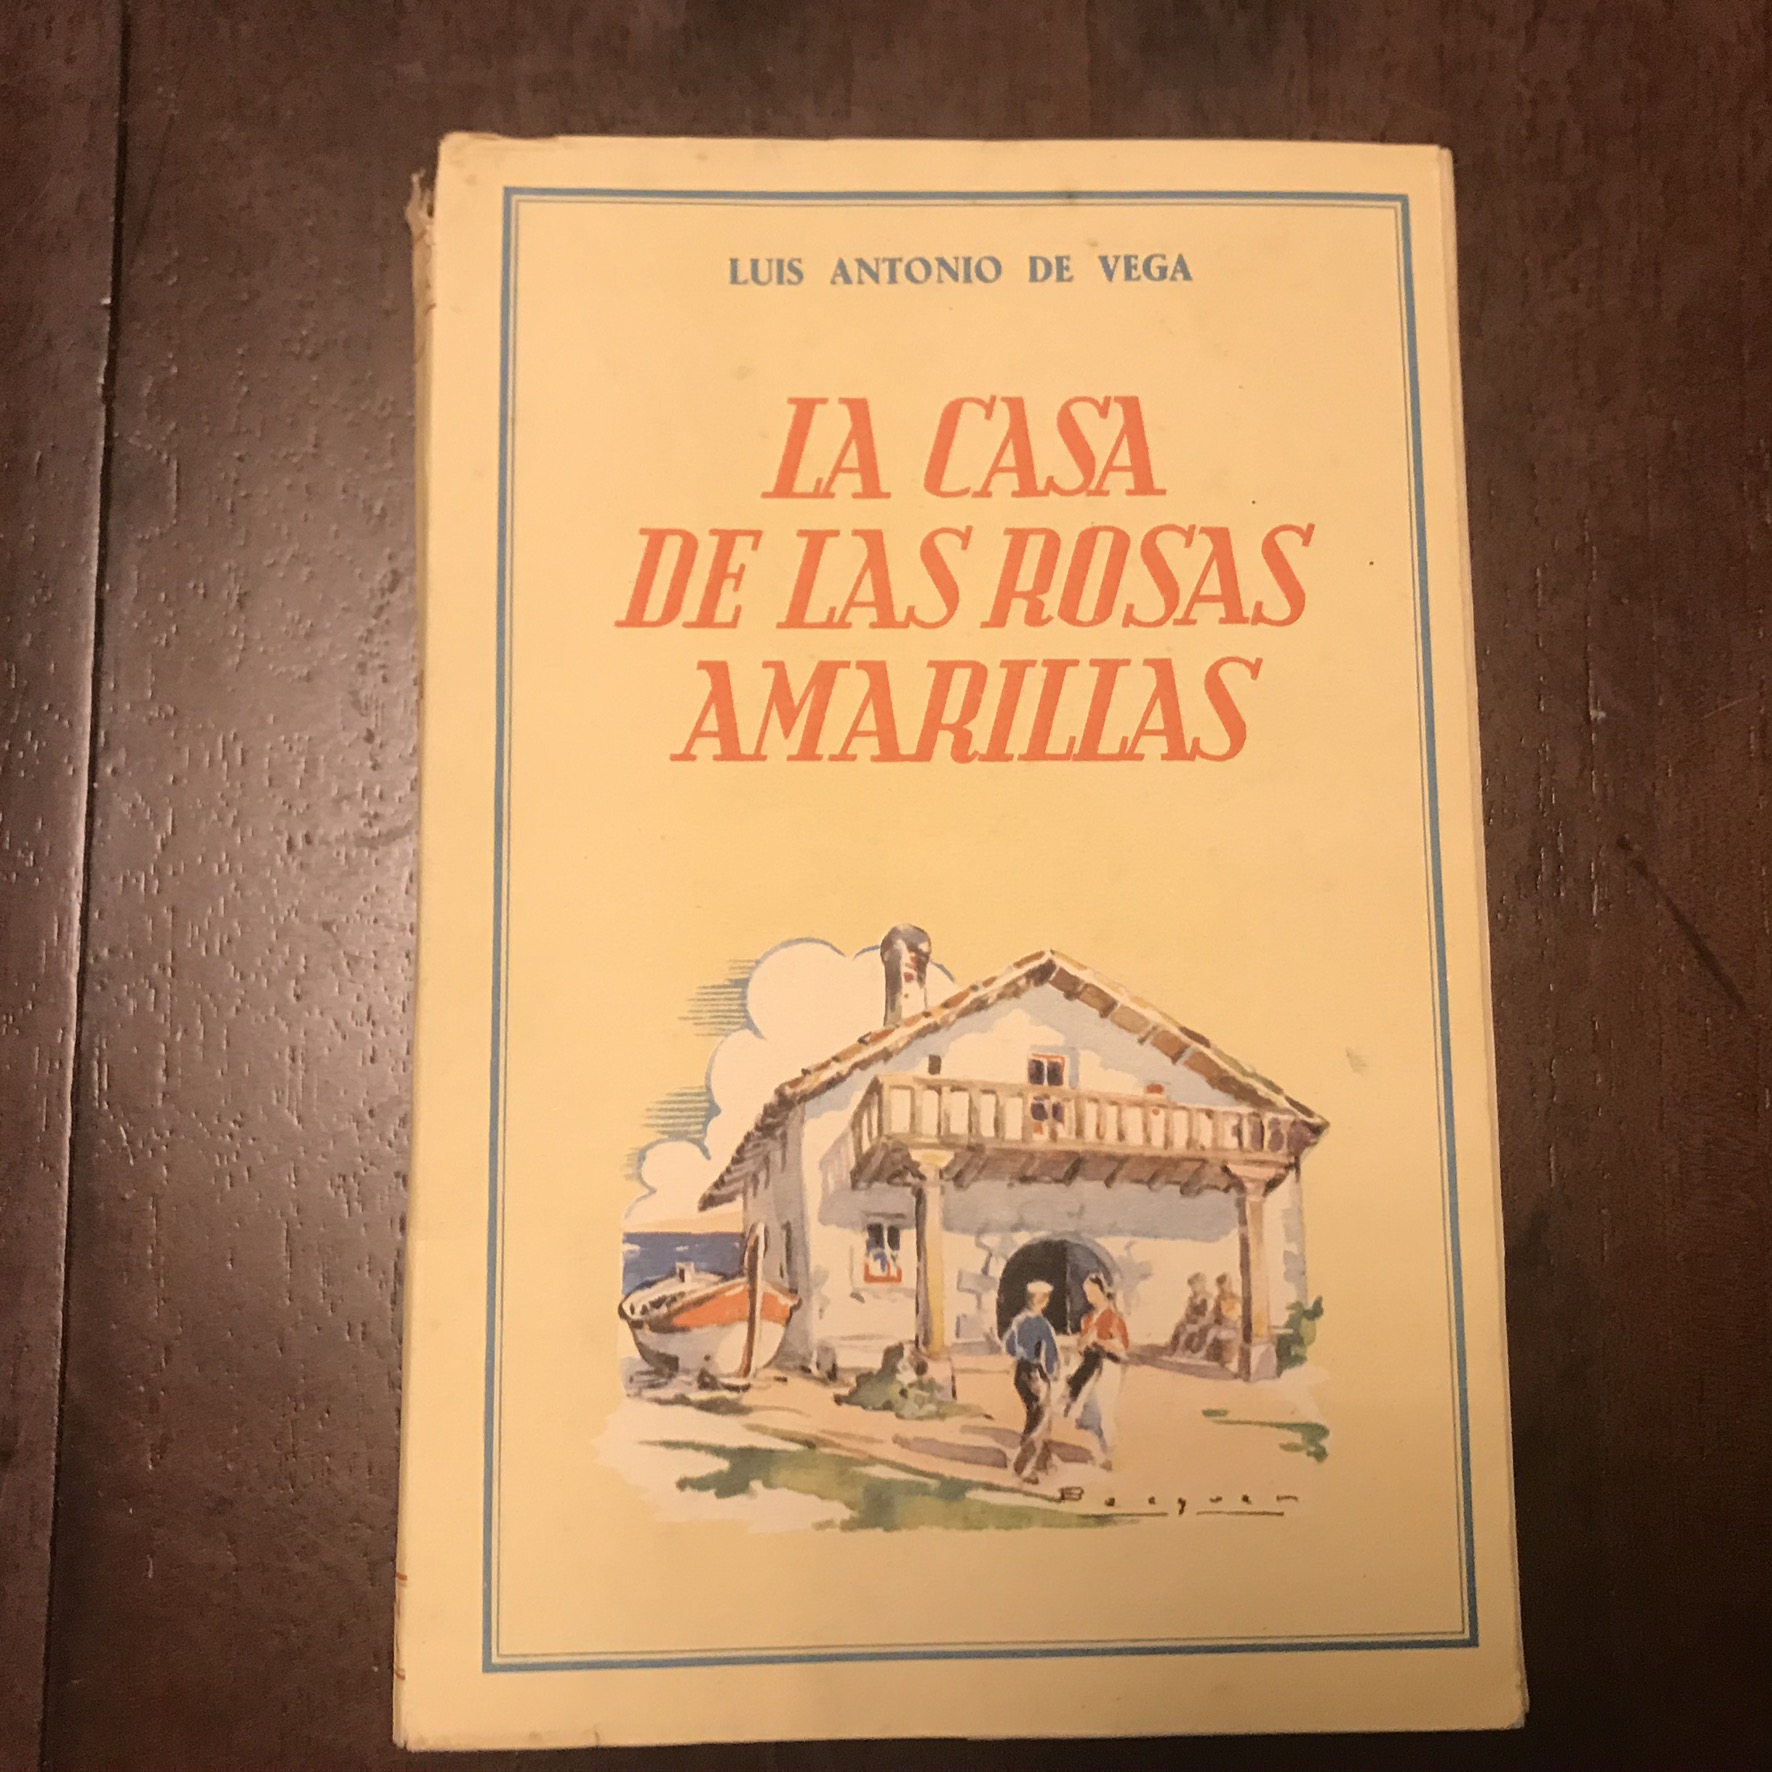 LUIS ANTONIO DE VEGA
LA CASA
DE LAS ROSAS
AMARILLAS